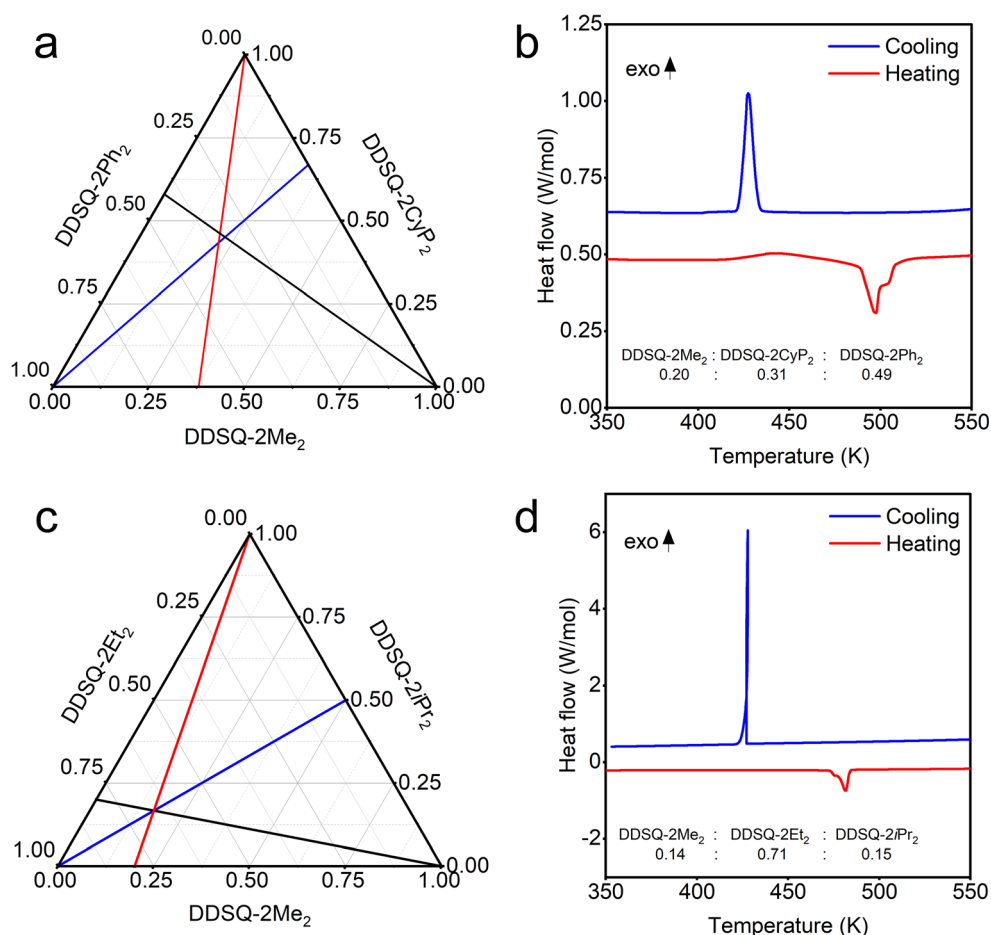 a
0.00
1.00
0.25
0.75
DDSQ-2Ph₂
DDSQ-2CyP₂
0.50
0.50
0.75
0.25
1.00
0.00
0.00 0.25 0.50 0.75 1.00
DDSQ-2Me₂
b
1.25
1.00
0.75
0.50
0.25
0.00
Heat flow (W/mol)
exo
Cooling
Heating
DDSQ-2Me₂ : DDSQ-2CyP₂ : DDSQ-2Ph₂
0.20 : 0.31 : 0.49
350 400 450 500 550
Temperature (K)
c
0.00
1.00
0.25
0.75
DDSQ-2Et₂
DDSQ-2iPr₂
0.50
0.50
0.75
0.25
1.00
0.00
0.00 0.25 0.50 0.75 1.00
DDSQ-2Me₂
d
6
4
2
0
-2
Heat flow (W/mol)
exo
Cooling
Heating
DDSQ-2Me₂ : DDSQ-2Et₂ : DDSQ-2iPr₂
0.14 : 0.71 : 0.15
350 400 450 500 550
Temperature (K)